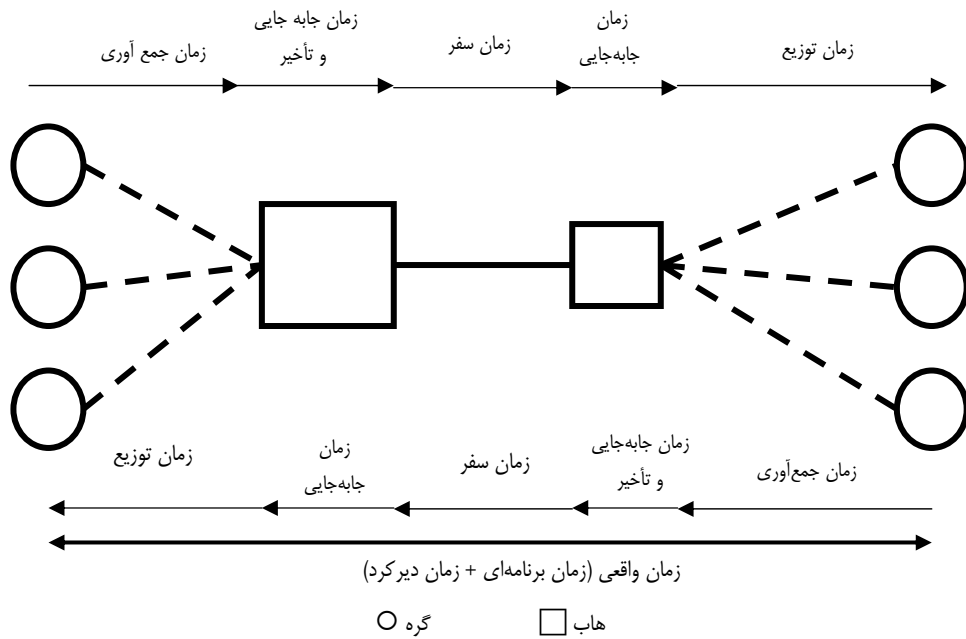 زمان جمع آوری
زمان جابه جایی
و تأخیر
زمان سفر
زمان
جابه‌جایی
زمان توزیع
زمان توزیع
زمان
جابه‌جایی
زمان سفر
زمان جابه‌جایی
و تأخیر
زمان جمع‌آوری
زمان واقعی (زمان برنامه‌ای + زمان دیرکرد)
گره
هاب